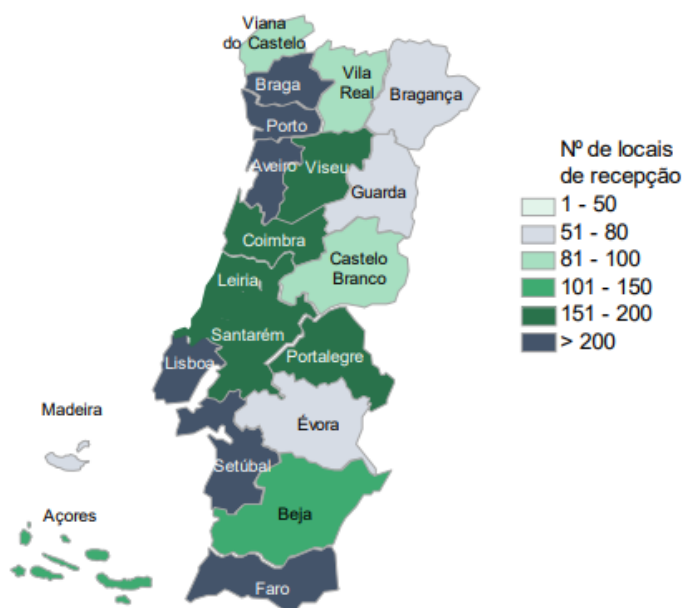 Viana
do Castelo
Braga
Vila
Real
Bragança
Porto
Aveiro
Viseu
Guarda
Coimbra
Castelo
Branco
Leiria
Santarém
Lisboa
Portalegre
Évora
Setúbal
Beja
Faro
Madeira
Açores
Nº de locais
de recepção
1 - 50
51 - 80
81 - 100
101 - 150
151 - 200
> 200